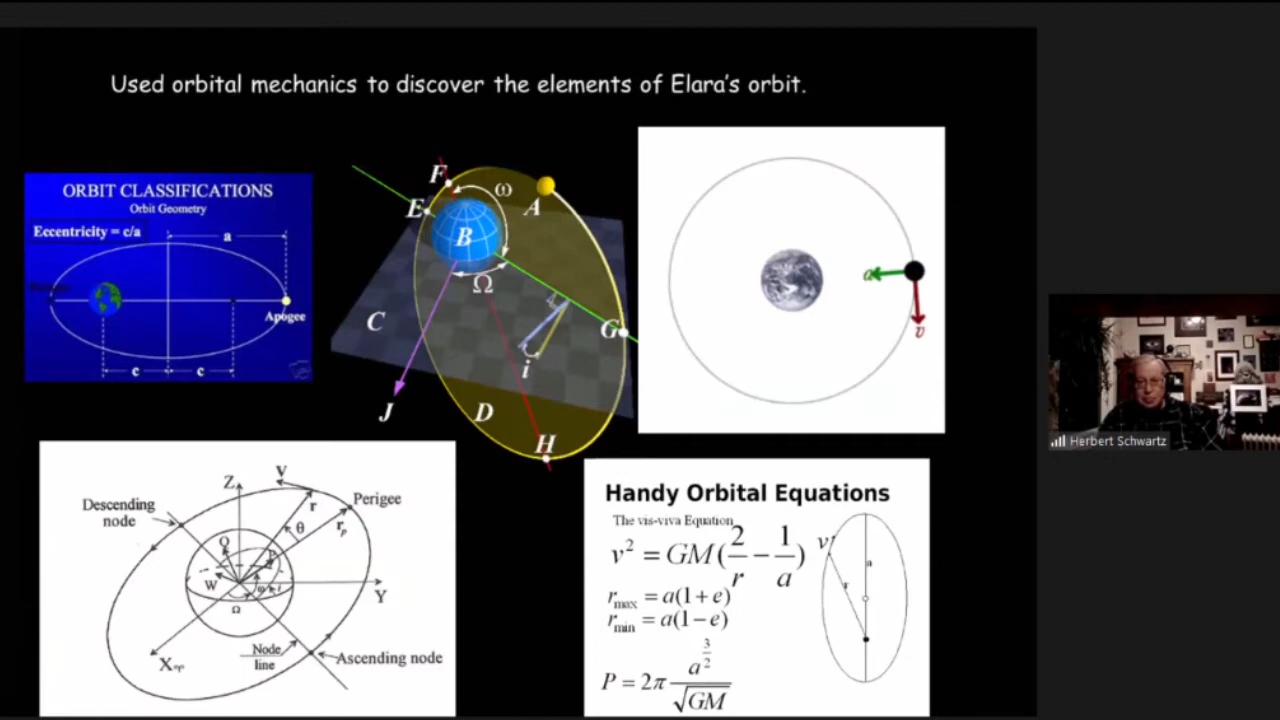 Used orbital mechanics to discover the elements of Elara's orbit.
ORBIT CLASSIFICATIONS
Orbit Geometry
Eccentricity = c/a
a
Apogee
c
c
F
ω
E
A
B
Ω
C
G
i
J
D
H
a
v
Herbert Schwartz
Z
V
Descending
node
Perigee
r
θ
r_p
Q
P
W
ω
i
Y
Ω
Node
line
Ascending node
X♈
Handy Orbital Equations
The vis-viva Equation
v² = GM(2/r − 1/a)
r_max = a(1+e)
r_min = a(1−e)
P = 2π a^(3/2)/√GM
v
a
r